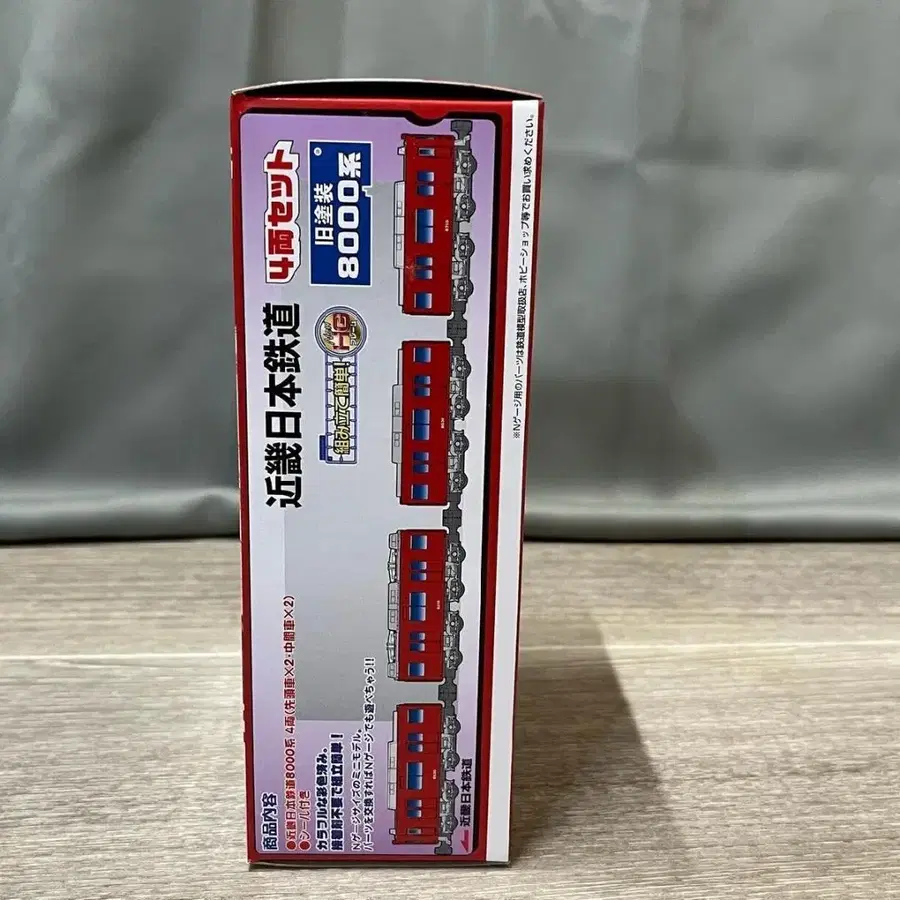 近畿日本鉄道
4両セット
旧塗装
8000系
組み立て簡単!
HG
商品内容
●近畿日本鉄道8000系 4両(先頭車×2・中間車×2)
●シール付き
カラフルな彩色済み。
接着剤不要で組立簡単!
Nゲージサイズのミニモデル。
パーツを交換すればNゲージでも遊べちゃう!!
近畿日本鉄道
※Nゲージ用のパーツは鉄道模型取扱店、ホビーショップ等でお買い求めください。